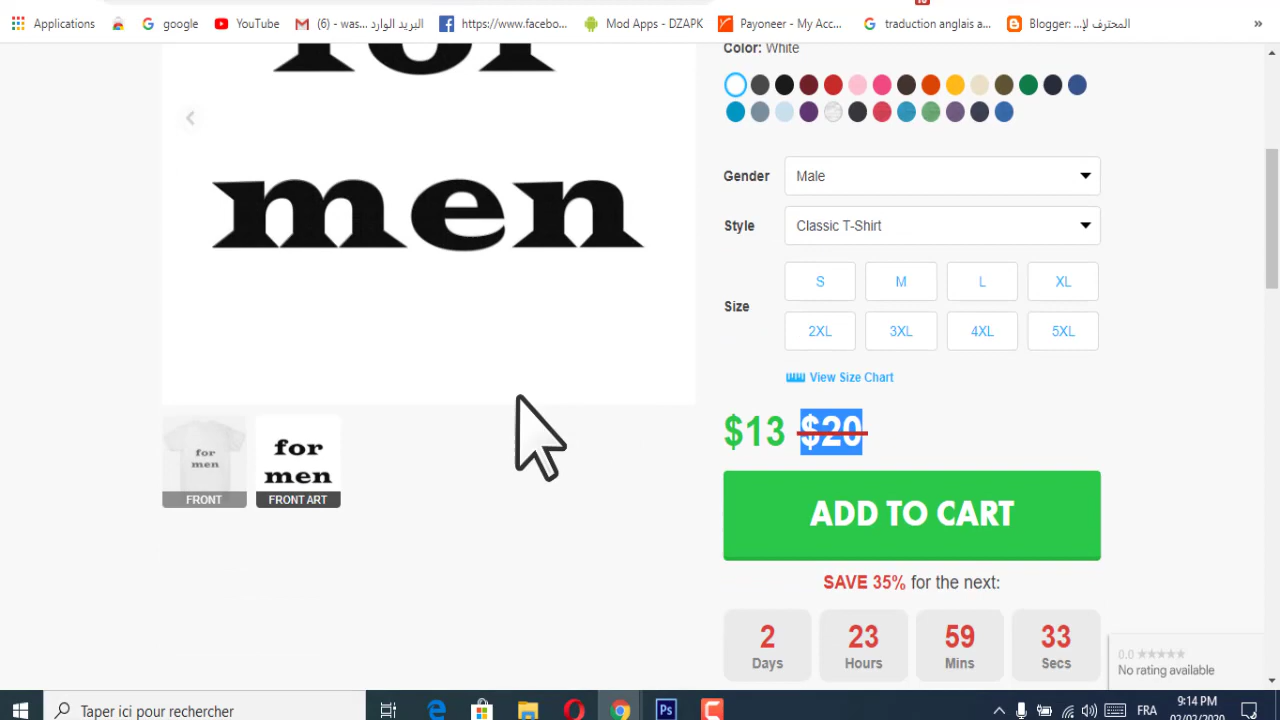 Applications
google
YouTube
البريد الوارد (6) - was...
https://www.facebo...
Mod Apps - DZAPK
Payoneer - My Acc...
traduction anglais a...
Blogger: المحترف لإ...
»
for
men
Color: White
Gender
Male
Style
Classic T-Shirt
Size
S M L XL
2XL 3XL 4XL 5XL
View Size Chart
$13 $20
ADD TO CART
SAVE 35% for the next:
2 23 59 33
Days Hours Mins Secs
for
men
FRONT
for
men
FRONT ART
0.0
No rating available
Taper ici pour rechercher
Ps
FRA
9:14 PM